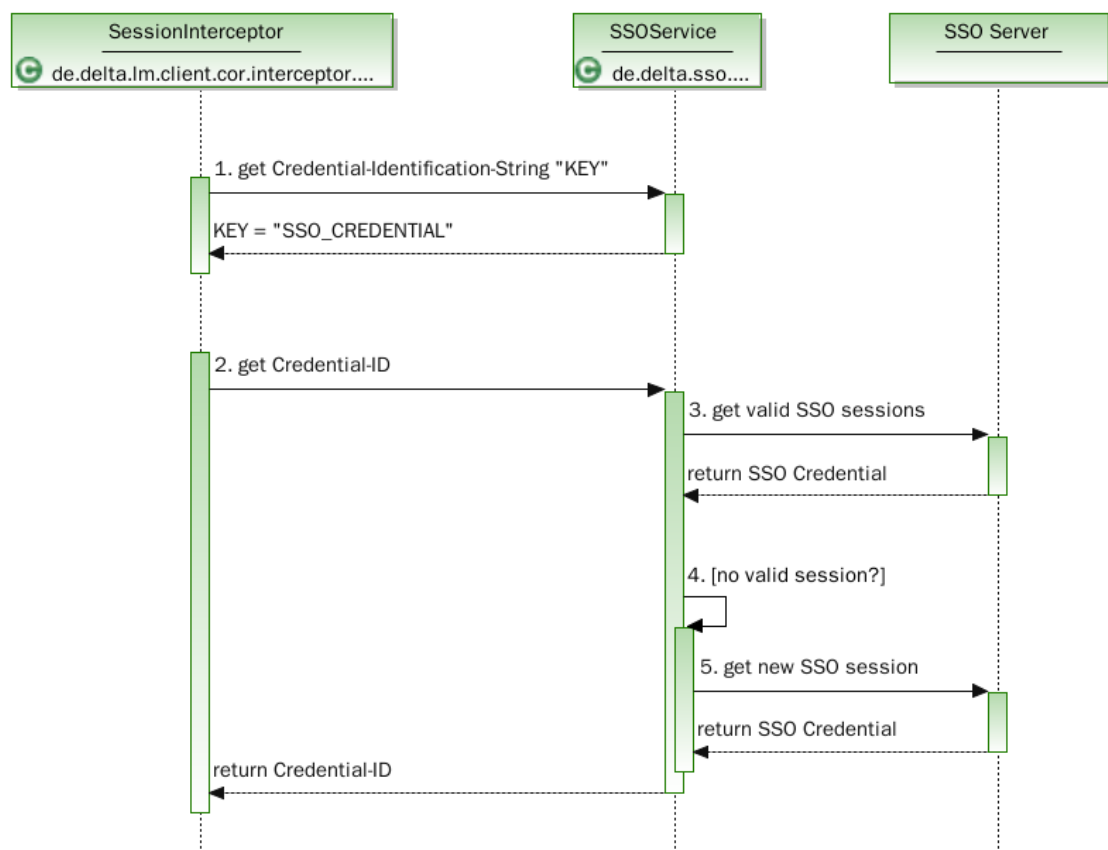 SessionInterceptor
C de.delta.lm.client.cor.interceptor....
SSOService
C de.delta.sso....
SSO Server
1. get Credential-Identification-String "KEY"
KEY = "SSO_CREDENTIAL"
2. get Credential-ID
3. get valid SSO sessions
return SSO Credential
4. [no valid session?]
5. get new SSO session
return SSO Credential
return Credential-ID